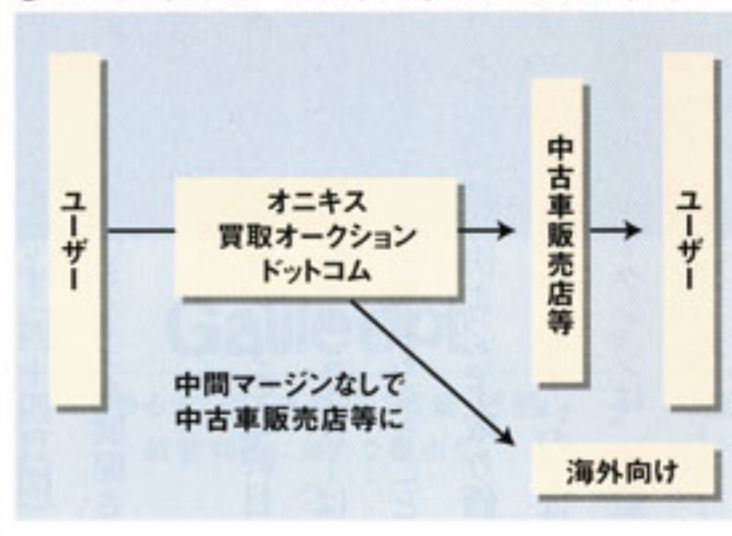 ユーザー
オニキス
買取オークション
ドットコム
中古車販売店等
ユーザー
中間マージンなしで
中古車販売店等に
海外向け